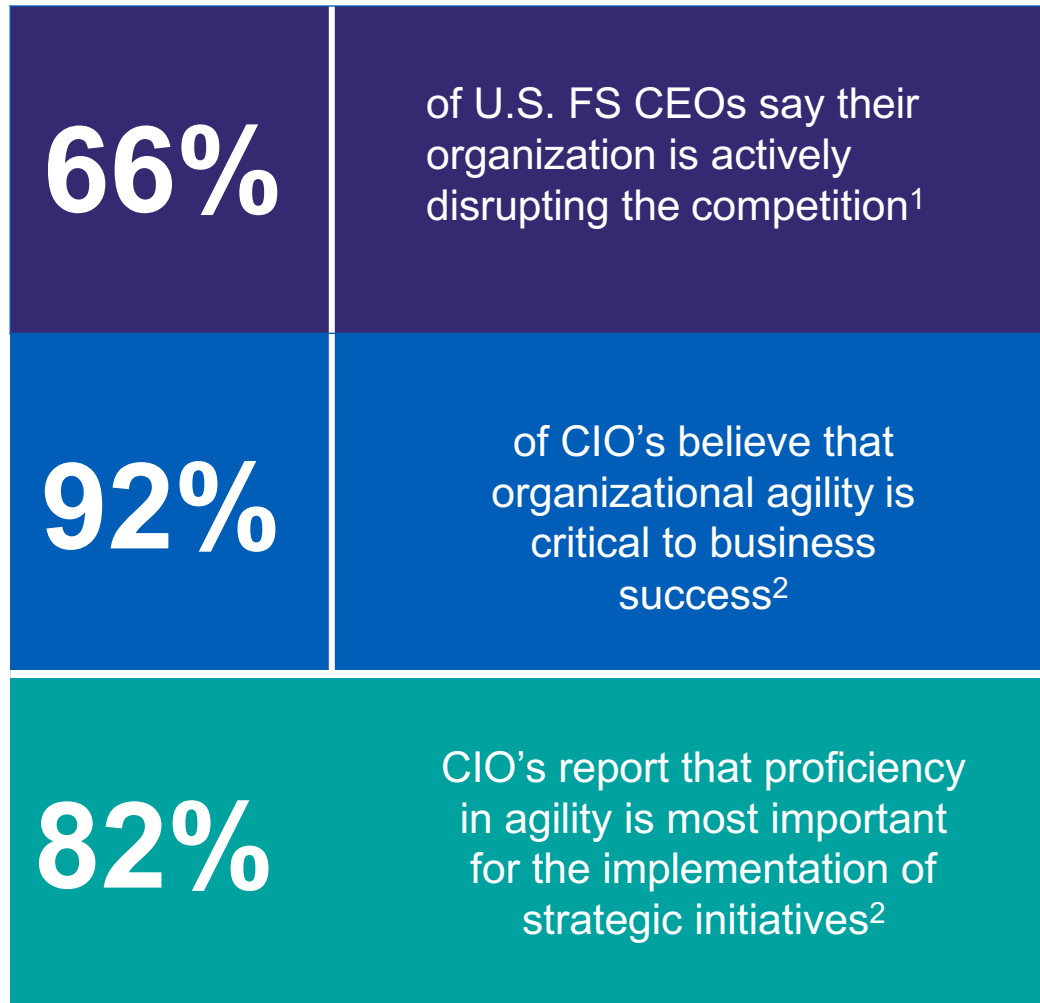 66%
of U.S. FS CEOs say their
organization is actively
disrupting the competition1
92%
of CIO’s believe that
organizational agility is
critical to business
success2
82%
CIO’s report that proficiency
in agility is most important
for the implementation of
strategic initiatives2